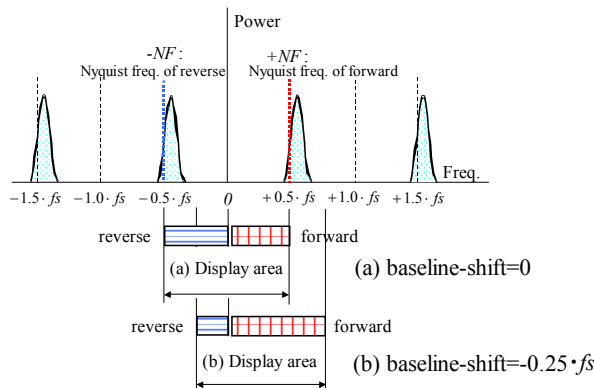 Power
-NF:
Nyquist freq. of reverse
+NF:
Nyquist freq. of forward
Freq.
−1.5・fs
−1.0・fs
−0.5・fs
0
+0.5・fs
+1.0・fs
+1.5・fs
reverse
forward
(a) Display area
(a) baseline-shift=0
reverse
forward
(b) Display area
(b) baseline-shift=-0.25・fs